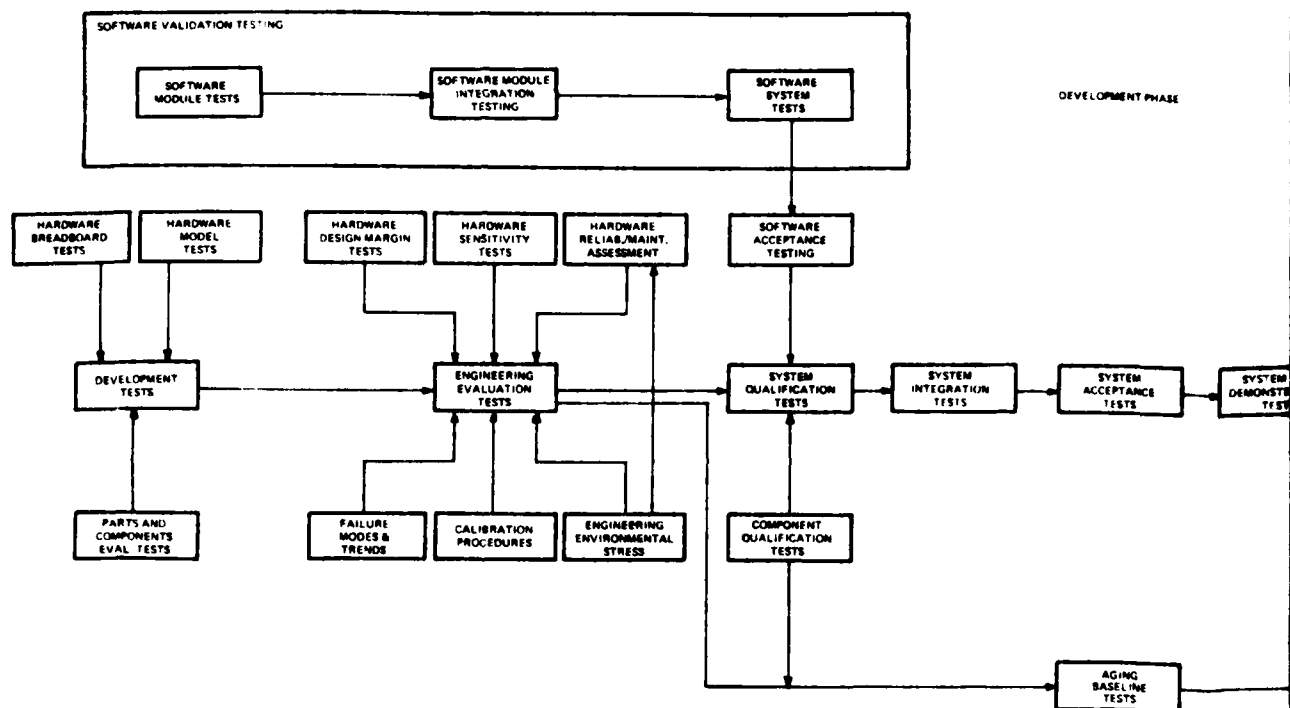 SOFTWARE VALIDATION TESTING
SOFTWARE
MODULE TESTS
SOFTWARE MODULE
INTEGRATION
TESTING
SOFTWARE
SYSTEM
TESTS
DEVELOPMENT PHASE
HARDWARE
BREADBOARD
TESTS
HARDWARE
MODEL
TESTS
HARDWARE
DESIGN MARGIN
TESTS
HARDWARE
SENSITIVITY
TESTS
HARDWARE
RELIAB./MAINT.
ASSESSMENT
SOFTWARE
ACCEPTANCE
TESTING
DEVELOPMENT
TESTS
ENGINEERING
EVALUATION
TESTS
SYSTEM
QUALIFICATION
TESTS
SYSTEM
INTEGRATION
TESTS
SYSTEM
ACCEPTANCE
TESTS
SYSTEM
DEMONSTE
TEST
PARTS AND
COMPONENTS
EVAL TESTS
FAILURE
MODES &
TRENDS
CALIBRATION
PROCEDURES
ENGINEERING
ENVIRONMENTAL
STRESS
COMPONENT
QUALIFICATION
TESTS
AGING
BASELINE
TESTS